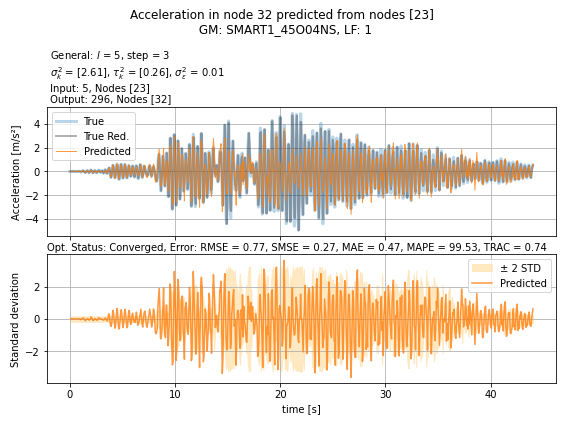 Acceleration in node 32 predicted from nodes [23]
GM: SMART1_45O04NS, LF: 1
General: l = 5, step = 3
σ²ₖ = [2.61], τ²ₖ = [0.26], σ²ε = 0.01
Input: 5, Nodes [23]
Output: 296, Nodes [32]
True
True Red.
Predicted
Acceleration [m/s²]
4
2
0
−2
−4
Opt. Status: Converged, Error: RMSE = 0.77, SMSE = 0.27, MAE = 0.47, MAPE = 99.53, TRAC = 0.74
± 2 STD
Predicted
Standard deviation
2
0
−2
0
10
20
30
40
time [s]